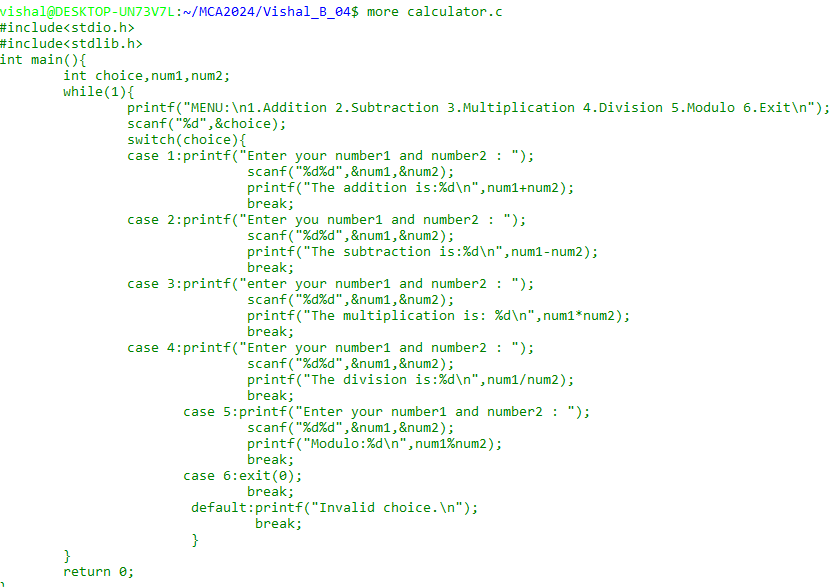 vishal@DESKTOP-UN73V7L:~/MCA2024/Vishal_B_04$ more calculator.c
#include<stdio.h>
#include<stdlib.h>
int main(){
        int choice,num1,num2;
        while(1){
                printf("MENU:\n1.Addition 2.Subtraction 3.Multiplication 4.Division 5.Modulo 6.Exit\n");
                scanf("%d",&choice);
                switch(choice){
                case 1:printf("Enter your number1 and number2 : ");
                               scanf("%d%d",&num1,&num2);
                               printf("The addition is:%d\n",num1+num2);
                               break;
                case 2:printf("Enter you number1 and number2 : ");
                               scanf("%d%d",&num1,&num2);
                               printf("The subtraction is:%d\n",num1-num2);
                               break;
                case 3:printf("enter your number1 and number2 : ");
                               scanf("%d%d",&num1,&num2);
                               printf("The multiplication is: %d\n",num1*num2);
                               break;
                case 4:printf("Enter your number1 and number2 : ");
                               scanf("%d%d",&num1,&num2);
                               printf("The division is:%d\n",num1/num2);
                               break;
                       case 5:printf("Enter your number1 and number2 : ");
                               scanf("%d%d",&num1,&num2);
                               printf("Modulo:%d\n",num1%num2);
                               break;
                       case 6:exit(0);
                               break;
                        default:printf("Invalid choice.\n");
                                break;
                        }
        }
        return 0;
}